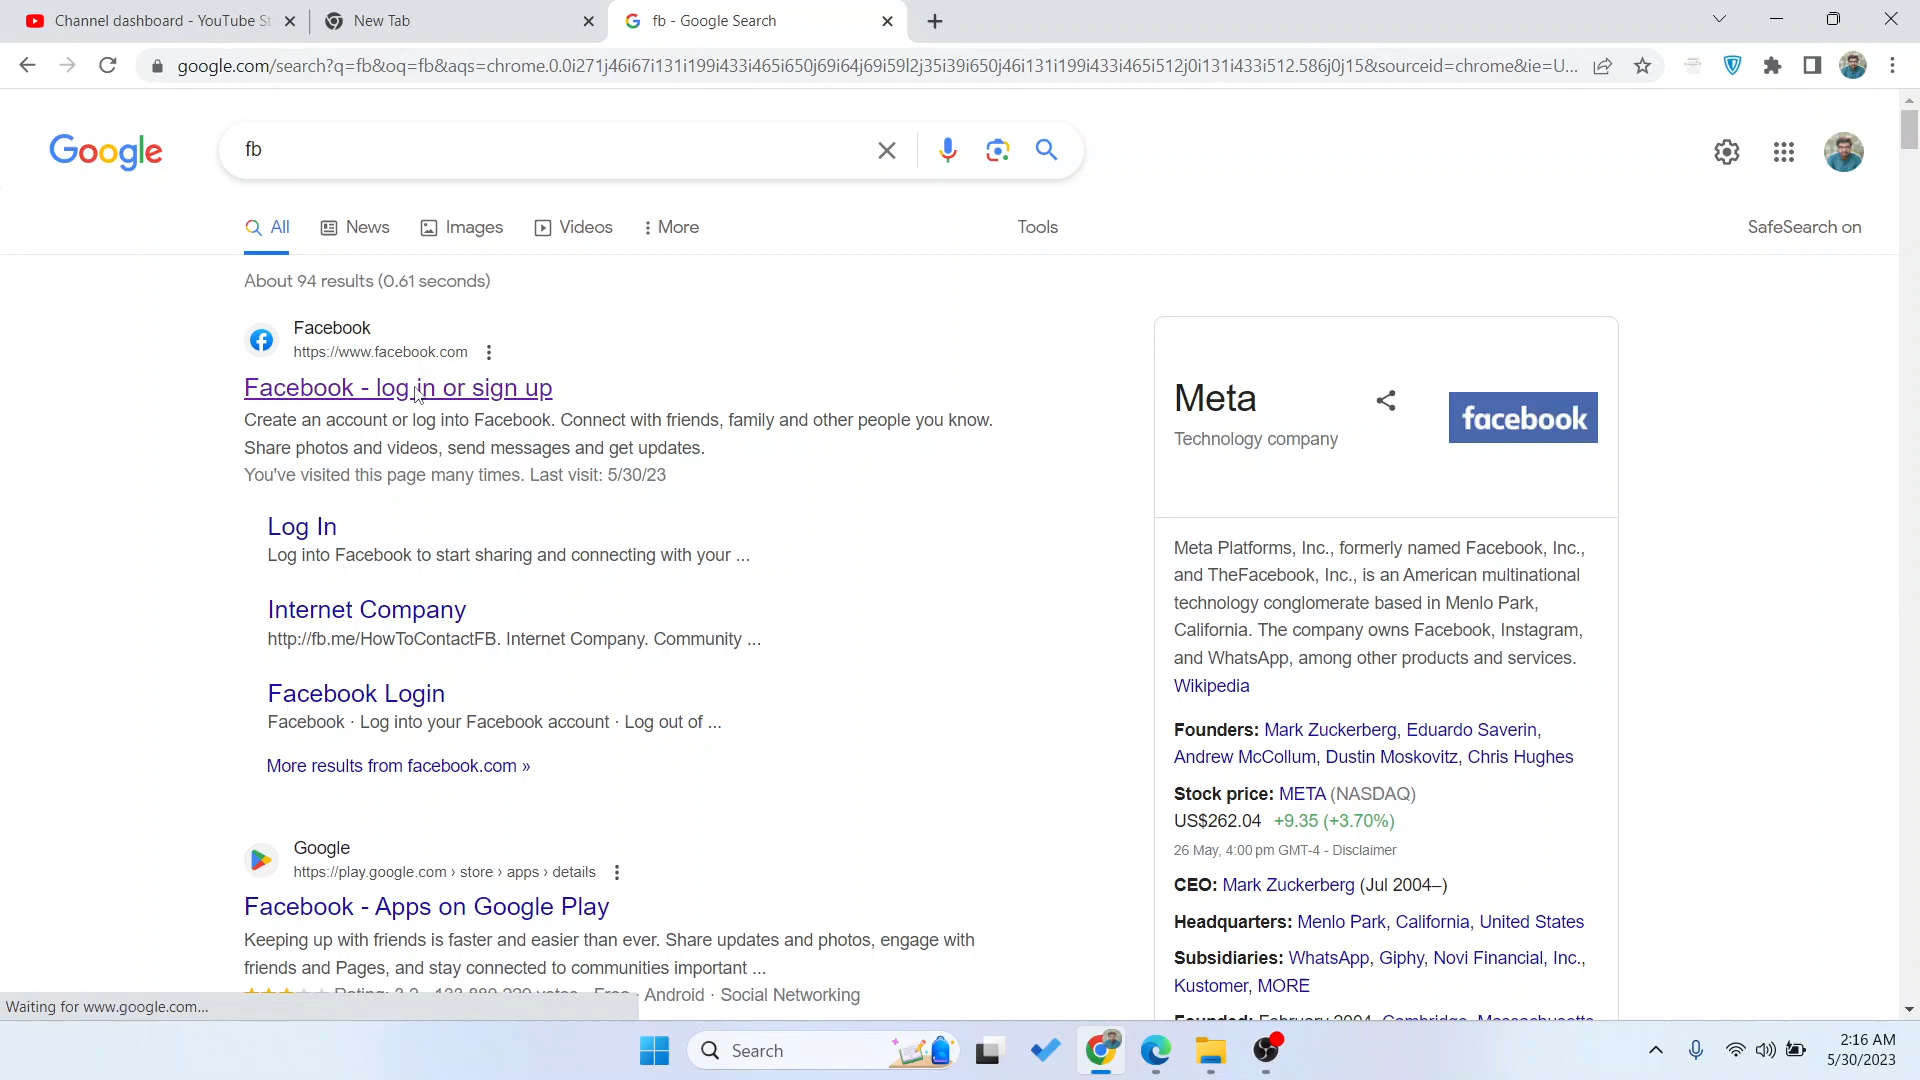 Channel dashboard - YouTube St
New Tab
fb - Google Search
google.com/search?q=fb&oq=fb&aqs=chrome.0.0i271j46i67i131i199i433i465i650j69i64j69i59l2j35i39i650j46i131i199i433i465i512j0i131i433i512.586j0j15&sourceid=chrome&ie=U...
Google
fb
All
News
Images
Videos
More
Tools
SafeSearch on
About 94 results (0.61 seconds)
Facebook
https://www.facebook.com
Facebook - log in or sign up
Create an account or log into Facebook. Connect with friends, family and other people you know.
Share photos and videos, send messages and get updates.
You've visited this page many times. Last visit: 5/30/23
Log In
Log into Facebook to start sharing and connecting with your ...
Internet Company
http://fb.me/HowToContactFB. Internet Company. Community ...
Facebook Login
Facebook · Log into your Facebook account · Log out of ...
More results from facebook.com »
Google
https://play.google.com › store › apps › details
Facebook - Apps on Google Play
Keeping up with friends is faster and easier than ever. Share updates and photos, engage with
friends and Pages, and stay connected to communities important ...
Rating: 3.2 · 133,880,229 votes · Free · Android · Social Networking
Meta
Technology company
facebook
Meta Platforms, Inc., formerly named Facebook, Inc.,
and TheFacebook, Inc., is an American multinational
technology conglomerate based in Menlo Park,
California. The company owns Facebook, Instagram,
and WhatsApp, among other products and services.
Wikipedia
Founders: Mark Zuckerberg, Eduardo Saverin,
Andrew McCollum, Dustin Moskovitz, Chris Hughes
Stock price: META (NASDAQ)
US$262.04 +9.35 (+3.70%)
26 May, 4:00 pm GMT-4 - Disclaimer
CEO: Mark Zuckerberg (Jul 2004–)
Headquarters: Menlo Park, California, United States
Subsidiaries: WhatsApp, Giphy, Novi Financial, Inc.,
Kustomer, MORE
Founded: February 2004, Cambridge, Massachusetts
Waiting for www.google.com...
Search
2:16 AM
5/30/2023